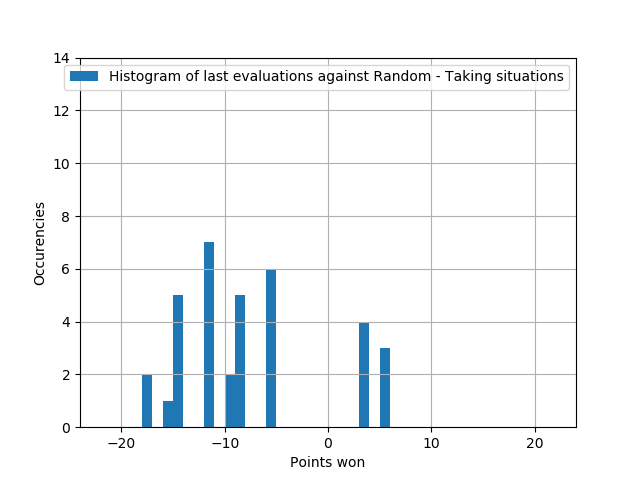 14
Histogram of last evaluations against Random - Taking situations
12
10
8
Occurencies
6
4
2
0
−20 −10 0 10 20
Points won